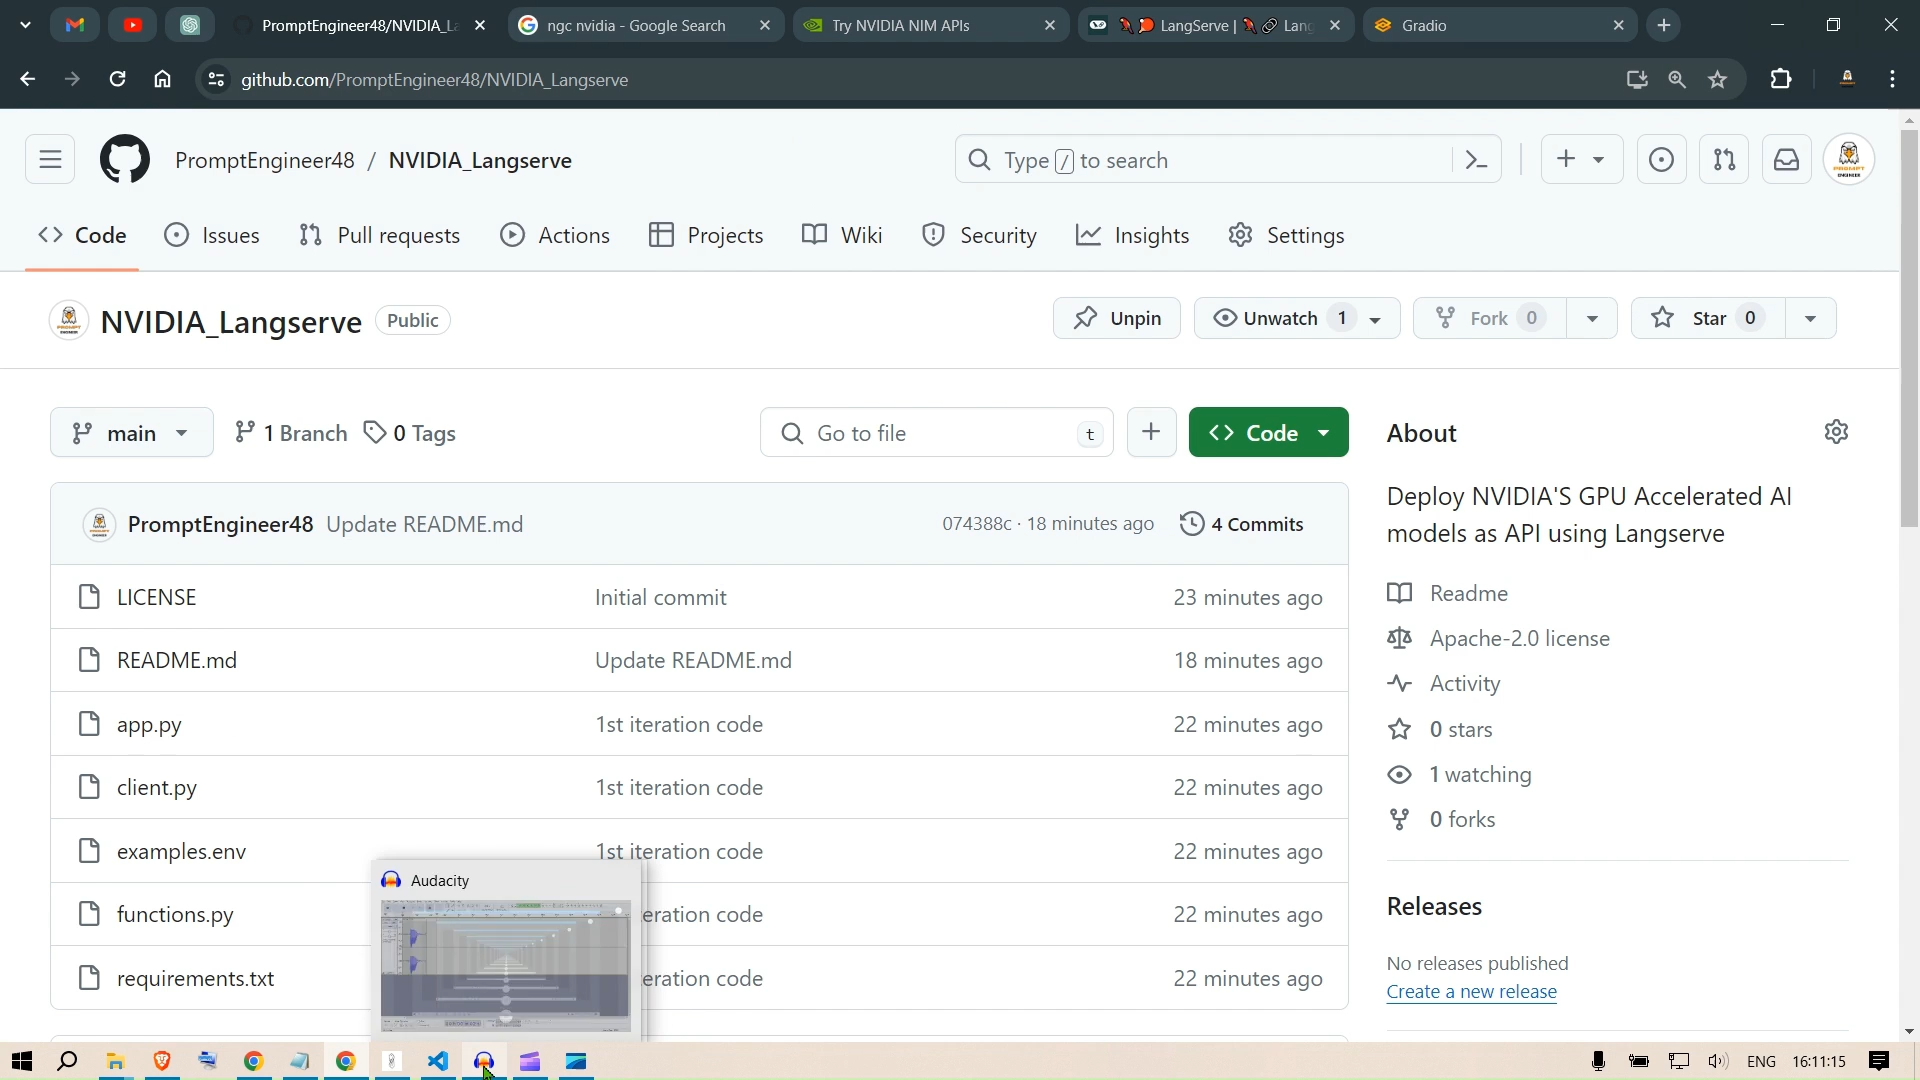 PromptEngineer48/NVIDIA_La
ngc nvidia - Google Search
Try NVIDIA NIM APIs
LangServe | Lang
Gradio
github.com/PromptEngineer48/NVIDIA_Langserve
PromptEngineer48 / NVIDIA_Langserve
Type / to search
Code
Issues
Pull requests
Actions
Projects
Wiki
Security
Insights
Settings
NVIDIA_Langserve Public
Unpin
Unwatch 1
Fork 0
Star 0
main
1 Branch
0 Tags
Go to file t
Code
PromptEngineer48 Update README.md 074388c · 18 minutes ago 4 Commits
LICENSE Initial commit 23 minutes ago
README.md Update README.md 18 minutes ago
app.py 1st iteration code 22 minutes ago
client.py 1st iteration code 22 minutes ago
examples.env 1st iteration code 22 minutes ago
functions.py eration code 22 minutes ago
requirements.txt eration code 22 minutes ago
Audacity
About
Deploy NVIDIA'S GPU Accelerated AI
models as API using Langserve
Readme
Apache-2.0 license
Activity
0 stars
1 watching
0 forks
Releases
No releases published
Create a new release
ENG 16:11:15